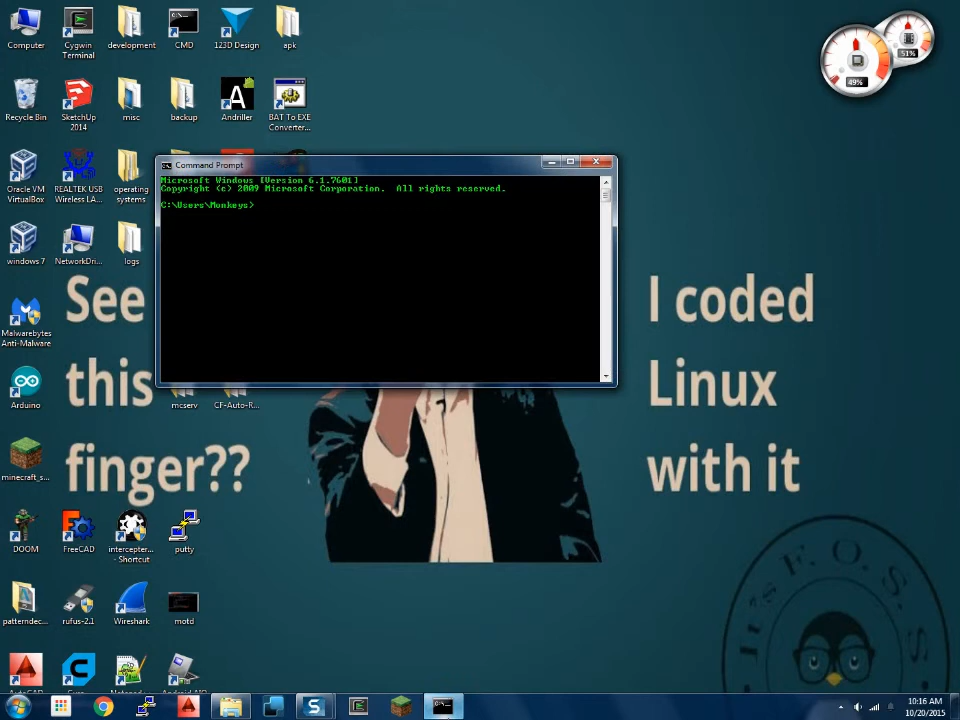 Computer
Cygwin
Terminal
development
CMD
123D Design
apk
51%
49%
Recycle Bin
SketchUp
2014
misc
backup
Andriller
BAT To EXE
Converter...
Oracle VM
VirtualBox
REALTEK USB
Wireless LA...
operating
systems
Command Prompt
Microsoft Windows [Version 6.1.7601]
Copyright (c) 2009 Microsoft Corporation.  All rights reserved.
C:\Users\Monkeys>
windows 7
NetworkDri...
logs
Malwarebytes
Anti-Malware
Arduino
mcserv
CF-Auto-R...
minecraft_s...
See
this
finger??
I coded
Linux
with it
DOOM
FreeCAD
intercepter...
- Shortcut
putty
patterndec...
rufus-2.1
Wireshark
motd
It's F.O.S.S
10:16 AM
10/20/2015